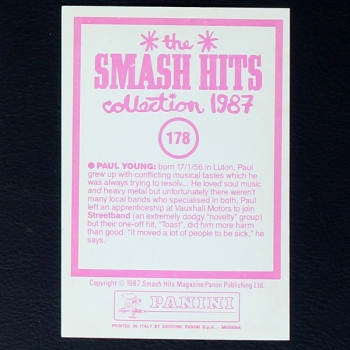 the
SMASH HITS
collection 1987
178
● PAUL YOUNG: born 17/1/56 in Luton, Paul
grew up with conflicting musical tastes which he
was always trying to resolv... He loved soul music
and heavy metal but unfortunately there weren't
many local bands who specialised in both. Paul
left an apprenticeship at Vauxhall Motors to join
Streetband (an extremely dodgy "novelty" group)
but their one-off hit, "Toast", did him more harm
than good. "It moved a lot of people to be sick," he
says.
Copyright © 1987 Smash Hits Magazine/Panini Publishing Ltd.
PANINI
PRINTED IN ITALY BY EDIZIONI PANINI S.p.A. - MODENA